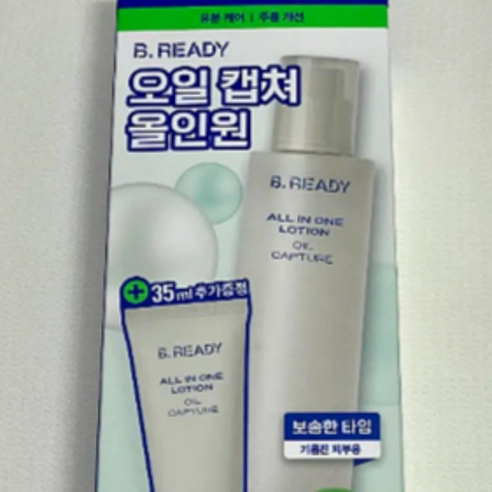 유분 케어 | 주름 개선
B. READY
오일 캡쳐
올인원
B. READY
ALL IN ONE
LOTION
OIL
CAPTURE
+ 35ml 추가증정
B. READY
ALL IN ONE
LOTION
OIL
CAPTURE
보송한 타입
기름진 피부용